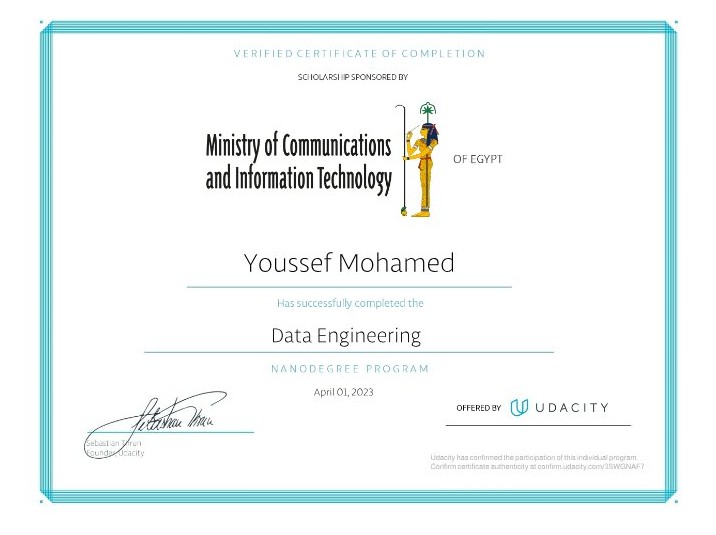 VERIFIED CERTIFICATE OF COMPLETION
SCHOLARSHIP SPONSORED BY
Ministry of Communications
and Information Technology
OF EGYPT
Youssef Mohamed
Has successfully completed the
Data Engineering
NANODEGREE PROGRAM
April 01, 2023
Sebastian Thrun
OFFERED BY UDACITY
Sebastian Thrun
Founder, Udacity
Udacity has confirmed the participation of this individual program.
Confirm certificate authenticity at confirm.udacity.com/